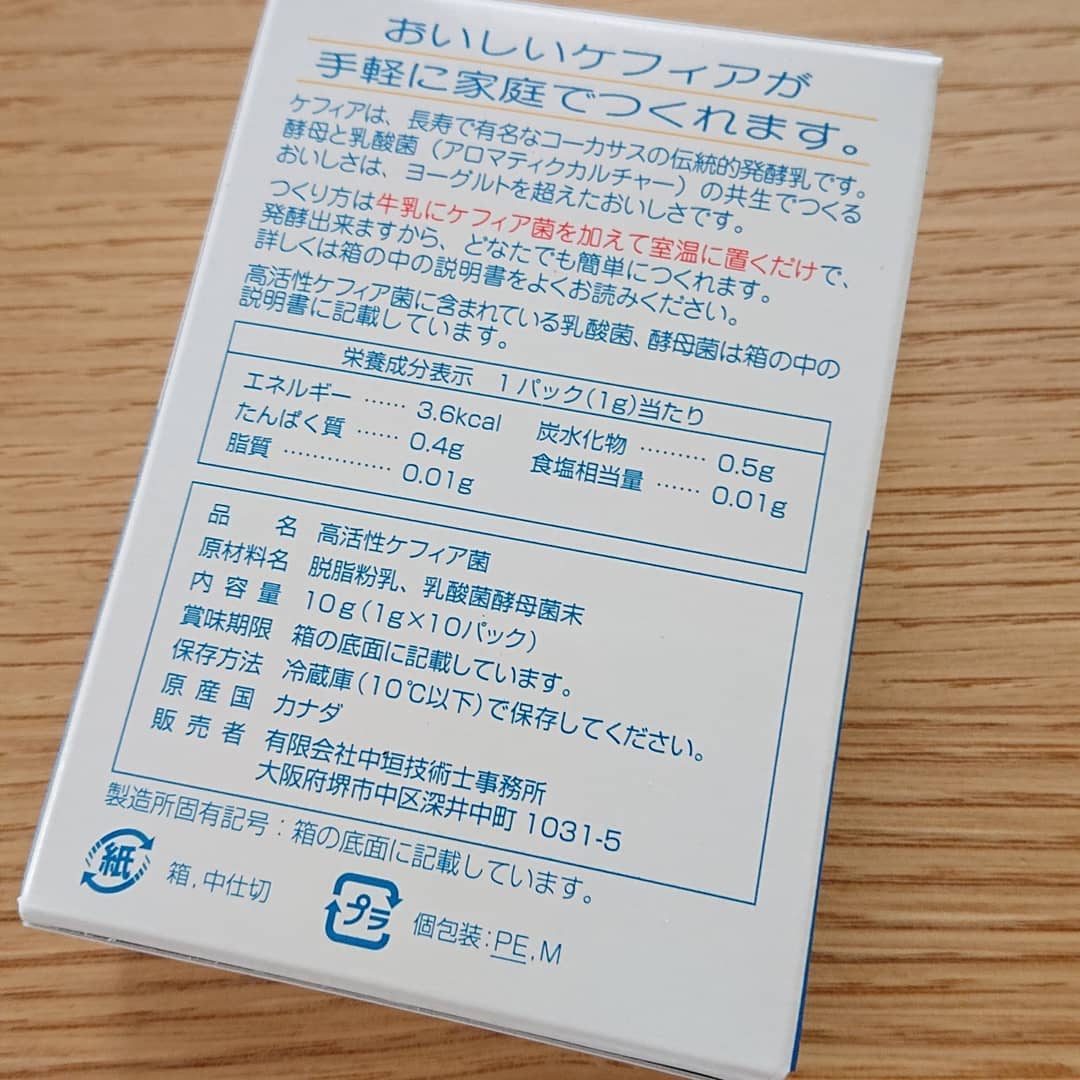 おいしいケフィアが
手軽に家庭でつくれます。
ケフィアは、長寿で有名なコーカサスの伝統的発酵乳です。
酵母と乳酸菌（アロマティクカルチャー）の共生でつくる
おいしさは、ヨーグルトを超えたおいしさです。
つくり方は牛乳にケフィア菌を加えて室温に置くだけで、
発酵出来ますから、どなたでも簡単につくれます。
詳しくは箱の中の説明書をよくお読みください。
高活性ケフィア菌に含まれている乳酸菌、酵母菌は箱の中の
説明書に記載しています。
栄養成分表示 1パック(1g)当たり
エネルギー …… 3.6kcal 炭水化物 ……… 0.5g
たんぱく質 …… 0.4g 食塩相当量 …… 0.01g
脂質 …………… 0.01g
品名 高活性ケフィア菌
原材料名 脱脂粉乳、乳酸菌酵母菌末
内容量 10g(1g×10パック)
賞味期限 箱の底面に記載しています。
保存方法 冷蔵庫(10℃以下)で保存してください。
原産国 カナダ
販売者 有限会社中垣技術士事務所
大阪府堺市中区深井中町 1031-5
製造所固有記号：箱の底面に記載しています。
紙 箱,中仕切 プラ 個包装:PE,M